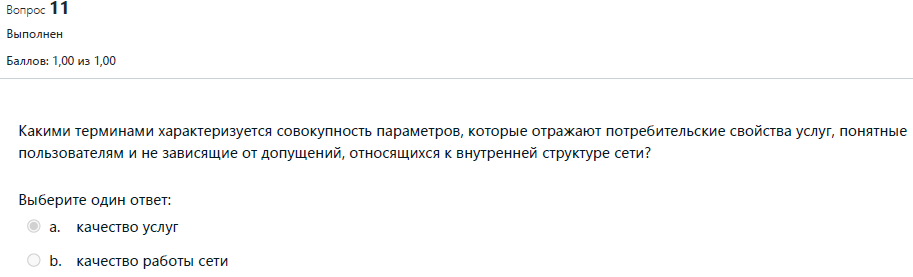 Вопрос 11
Выполнен
Баллов: 1,00 из 1,00
Какими терминами характеризуется совокупность параметров, которые отражают потребительские свойства услуг, понятные
пользователям и не зависящие от допущений, относящихся к внутренней структуре сети?
Выберите один ответ:
a. качество услуг
b. качество работы сети